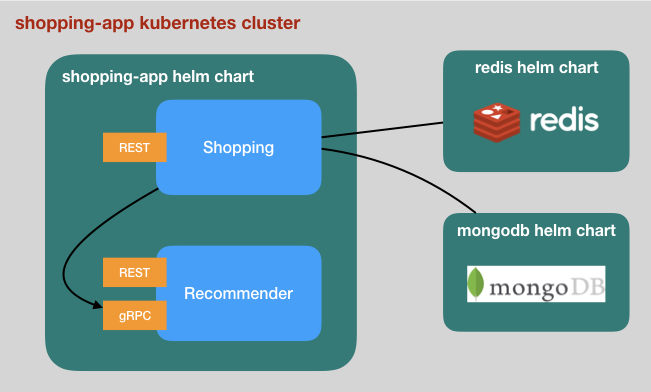 shopping-app kubernetes cluster
shopping-app helm chart
REST
Shopping
REST
gRPC
Recommender
redis helm chart
redis
mongodb helm chart
mongoDB